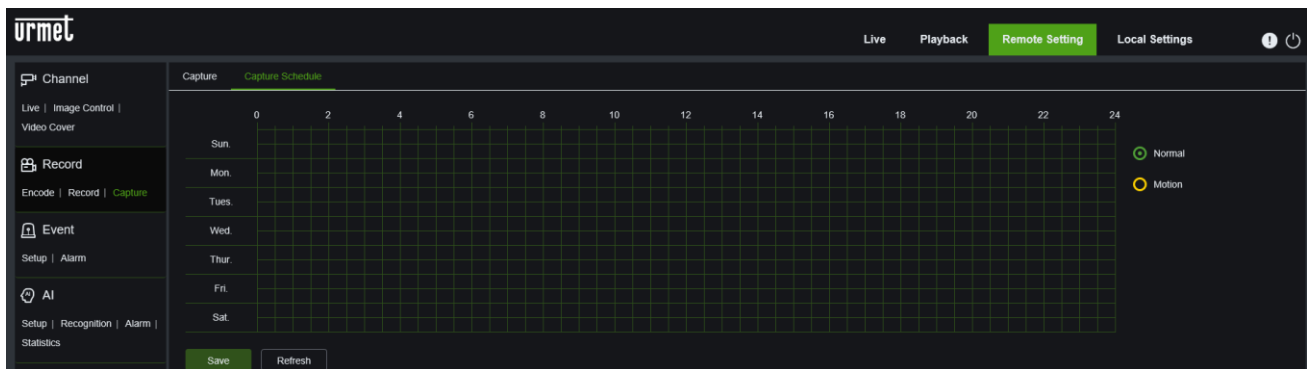 urmet
Live Playback Remote Setting Local Settings
Channel
Live | Image Control |
Video Cover
Record
Encode | Record | Capture
Event
Setup | Alarm
AI
Setup | Recognition | Alarm |
Statistics
Capture Capture Schedule
0 2 4 6 8 10 12 14 16 18 20 22 24
Sun.
Mon.
Tues.
Wed.
Thur.
Fri.
Sat.
Normal
Motion
Save Refresh